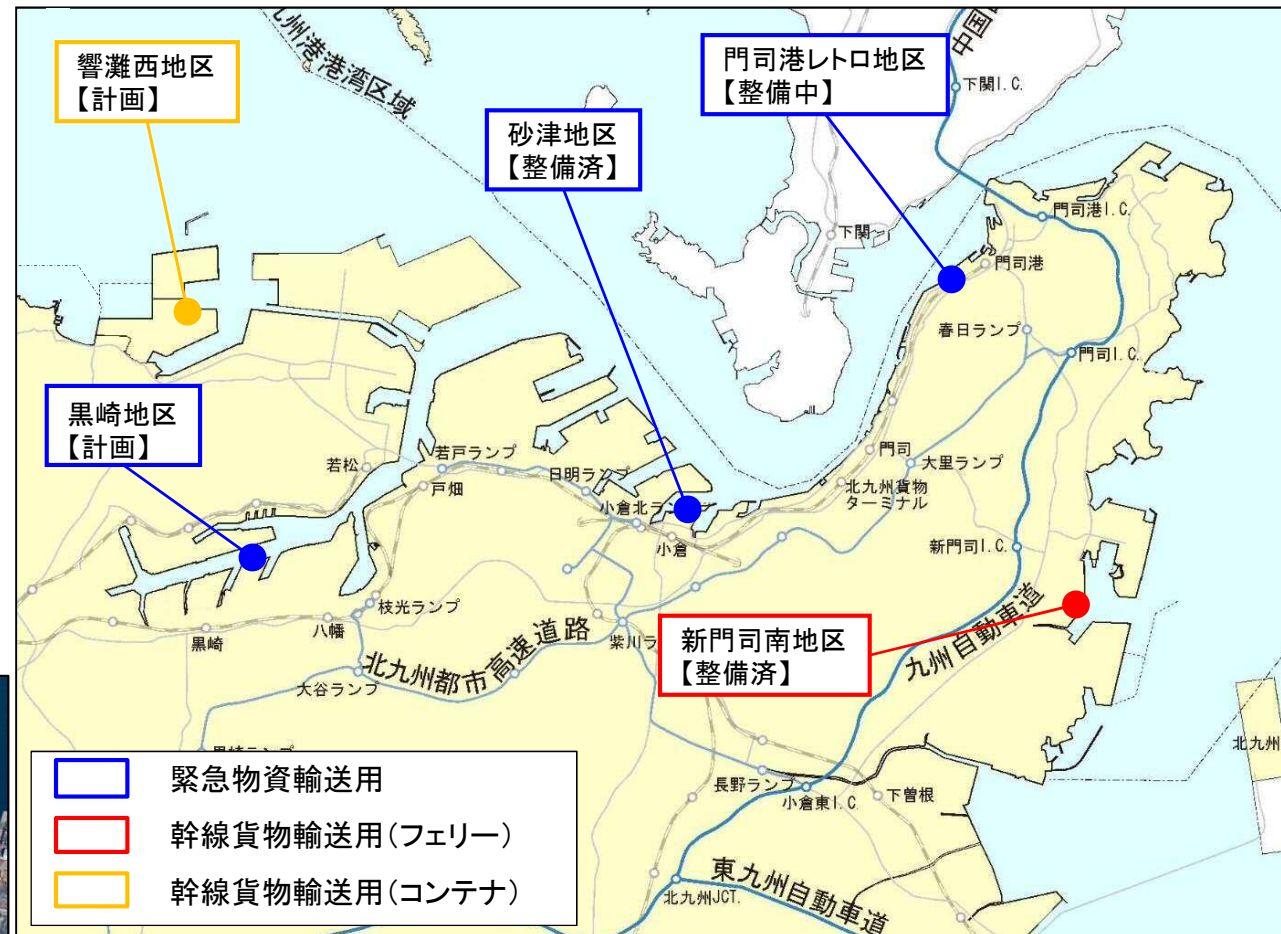 響灘西地区
【計画】
門司港レトロ地区
【整備中】
砂津地区
【整備済】
黒崎地区
【計画】
新門司南地区
【整備済】
九州港港湾区域
中国
下関I.C.
下関
門司港I.C.
門司港
春日ランプ
門司I.C.
門司
大里ランプ
北九州貨物
ターミナル
新門司I.C.
若松
若戸ランプ
戸畑
日明ランプ
小倉北ラン
小倉
枝光ランプ
八幡
黒崎
大谷ランプ
紫川ラ
北九州都市高速道路
九州自動車道
長野ランプ
小倉東I.C.
下曽根
北九州JCT.
東九州自動車道
北九州
緊急物資輸送用
幹線貨物輸送用(フェリー)
幹線貨物輸送用(コンテナ)